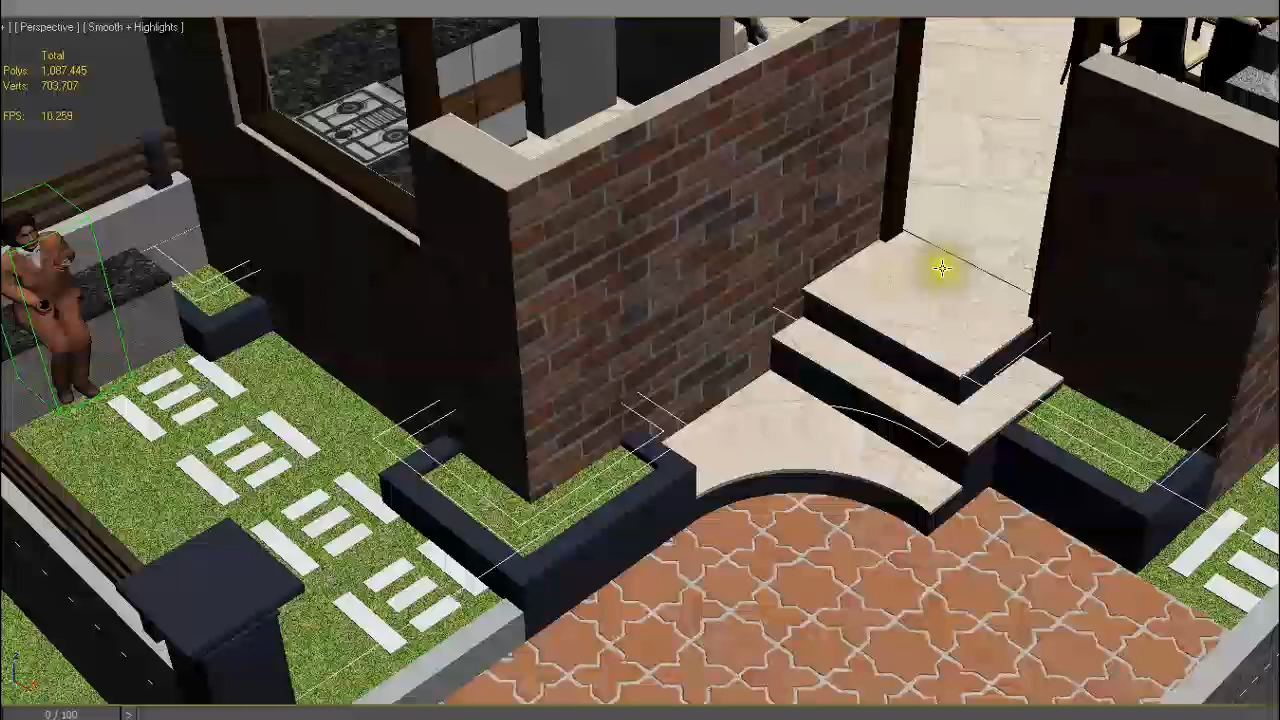 + ] [ Perspective ] [ Smooth + Highlights ]
Total
Polys: 1,087,445
Verts: 703,707
FPS: 10.259
z
0 / 100
>